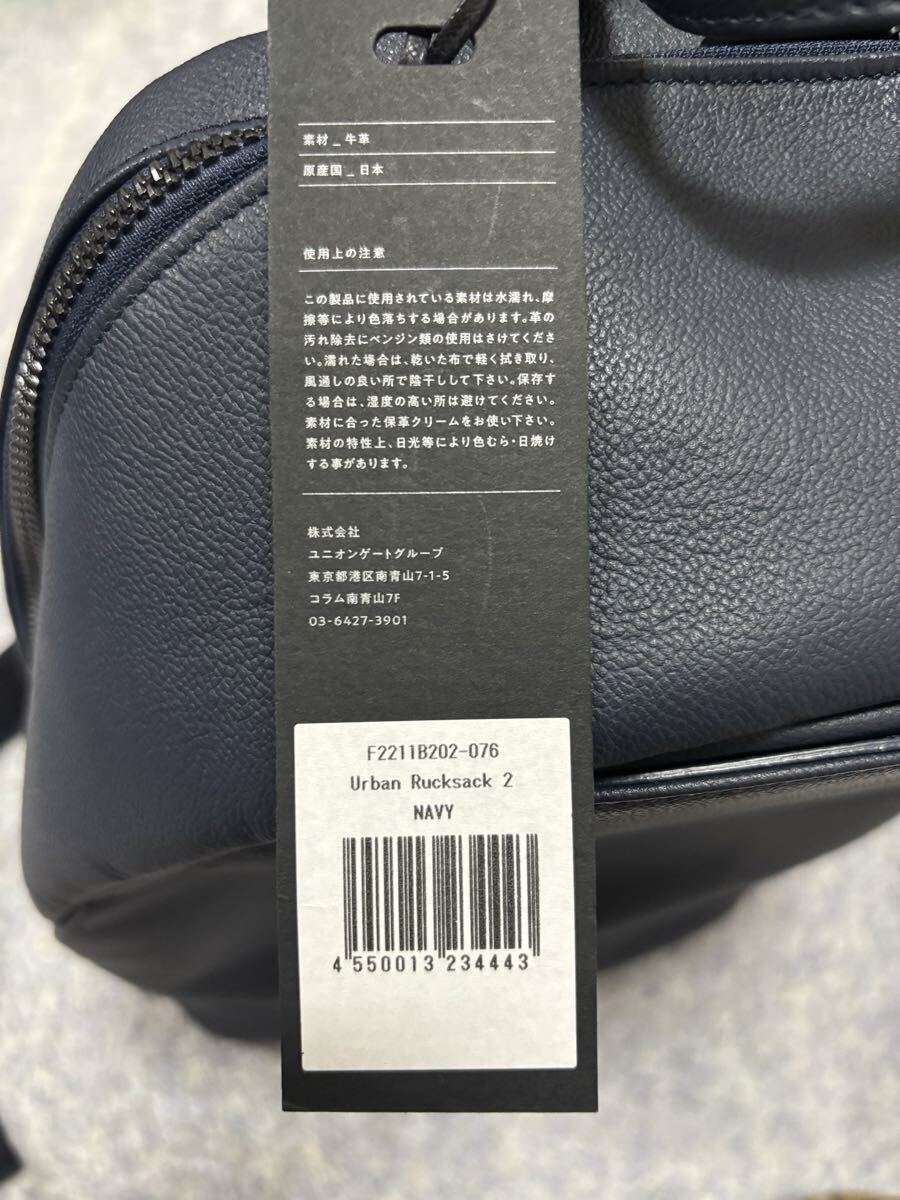 素材_牛革
原産国_日本
使用上の注意
この製品に使用されている素材は水濡れ、摩
擦等により色落ちする場合があります。革の
汚れ除去にベンジン類の使用はさけてくださ
い。濡れた場合は、乾いた布で軽く拭き取り、
風通しの良い所で陰干しして下さい。保存す
る場合は、湿度の高い所は避けてください。
素材に合った保革クリームをお使い下さい。
素材の特性上、日光等により色むら・日焼け
する事があります。
株式会社
ユニオンゲートグループ
東京都港区南青山7-1-5
コラム南青山7F
03-6427-3901
F2211B202-076
Urban Rucksack 2
NAVY
4 550013 234443